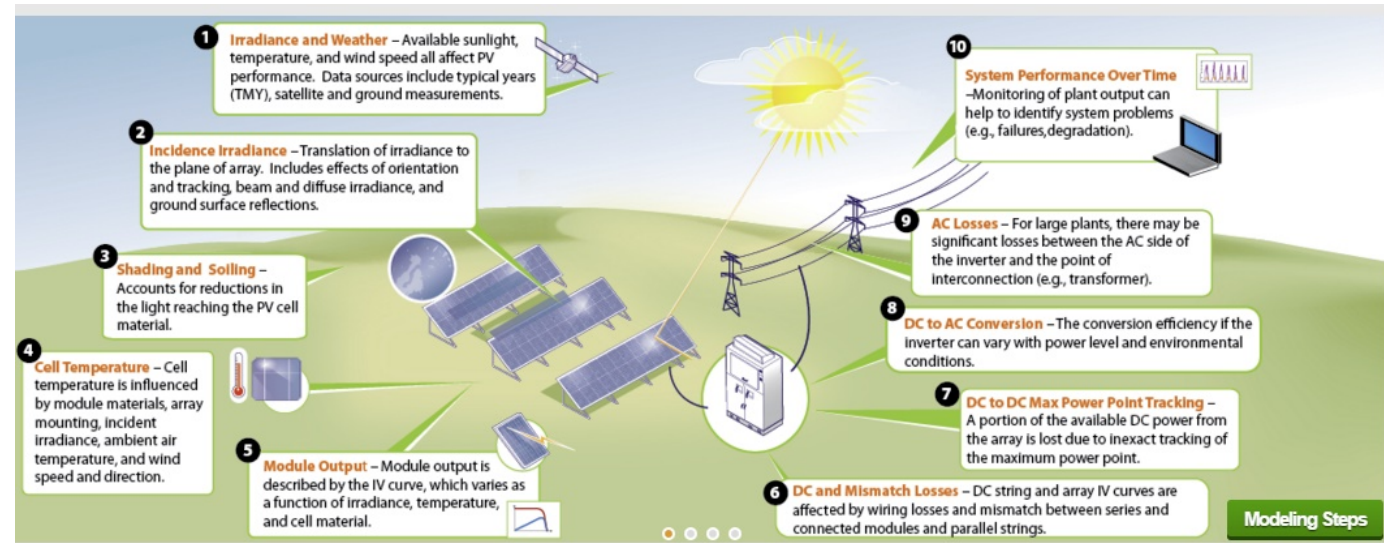 1
Irradiance and Weather – Available sunlight,
temperature, and wind speed all affect PV
performance. Data sources include typical years
(TMY), satellite and ground measurements.
2
Incidence Irradiance – Translation of irradiance to
the plane of array. Includes effects of orientation
and tracking, beam and diffuse irradiance, and
ground surface reflections.
3
Shading and Soiling –
Accounts for reductions in
the light reaching the PV cell
material.
4
Cell Temperature – Cell
temperature is influenced
by module materials, array
mounting, incident
irradiance, ambient air
temperature, and wind
speed and direction.
5
Module Output – Module output is
described by the IV curve, which varies as
a function of irradiance, temperature,
and cell material.
6
DC and Mismatch Losses – DC string and array IV curves are
affected by wiring losses and mismatch between series and
connected modules and parallel strings.
7
DC to DC Max Power Point Tracking –
A portion of the available DC power from
the array is lost due to inexact tracking of
the maximum power point.
8
DC to AC Conversion – The conversion efficiency if the
inverter can vary with power level and environmental
conditions.
9
AC Losses – For large plants, there may be
significant losses between the AC side of
the inverter and the point of
interconnection (e.g., transformer).
10
System Performance Over Time
–Monitoring of plant output can
help to identify system problems
(e.g., failures,degradation).
Modeling Steps